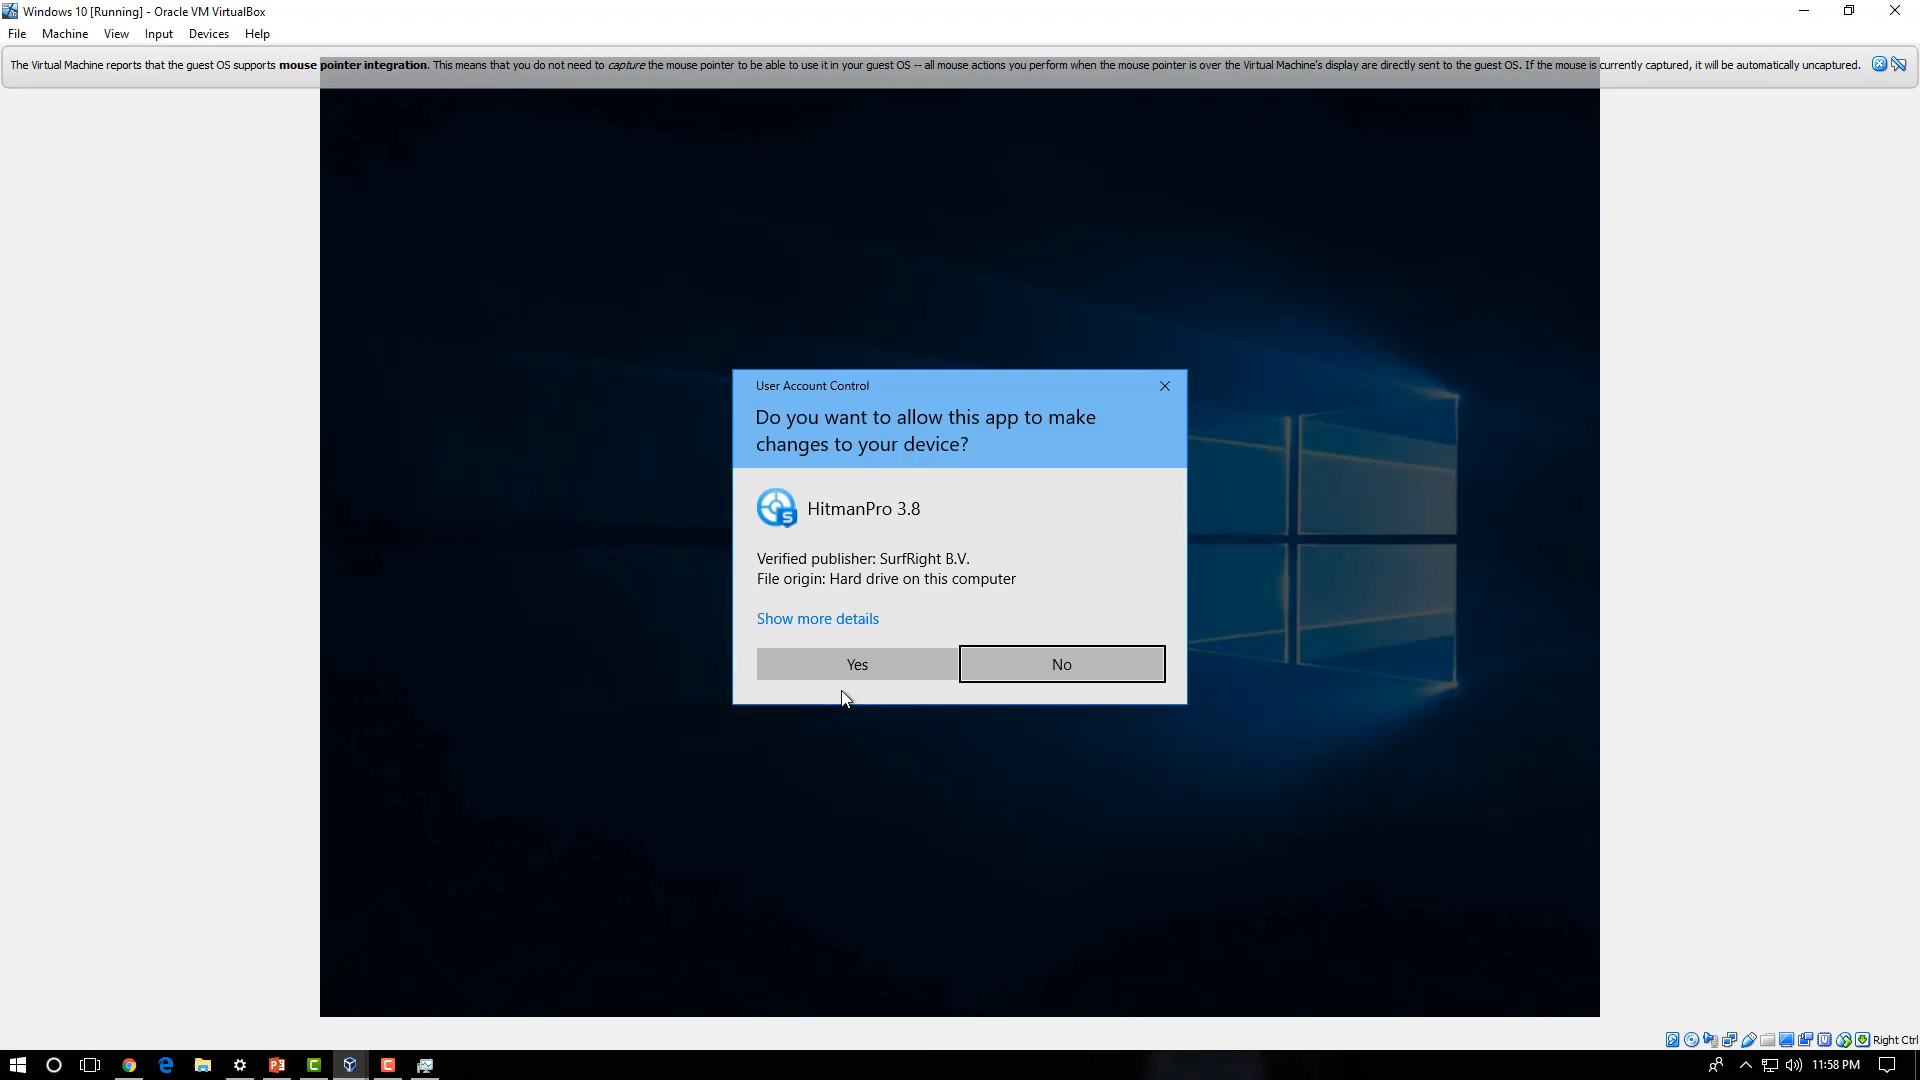 Windows 10 [Running] - Oracle VM VirtualBox
File Machine View Input Devices Help
The Virtual Machine reports that the guest OS supports mouse pointer integration. This means that you do not need to capture the mouse pointer to be able to use it in your guest OS -- all mouse actions you perform when the mouse pointer is over the Virtual Machine's display are directly sent to the guest OS. If the mouse is currently captured, it will be automatically uncaptured.
User Account Control
Do you want to allow this app to make
changes to your device?
S
HitmanPro 3.8
Verified publisher: SurfRight B.V.
File origin: Hard drive on this computer
Show more details
Yes No
Right Ctrl
11:58 PM